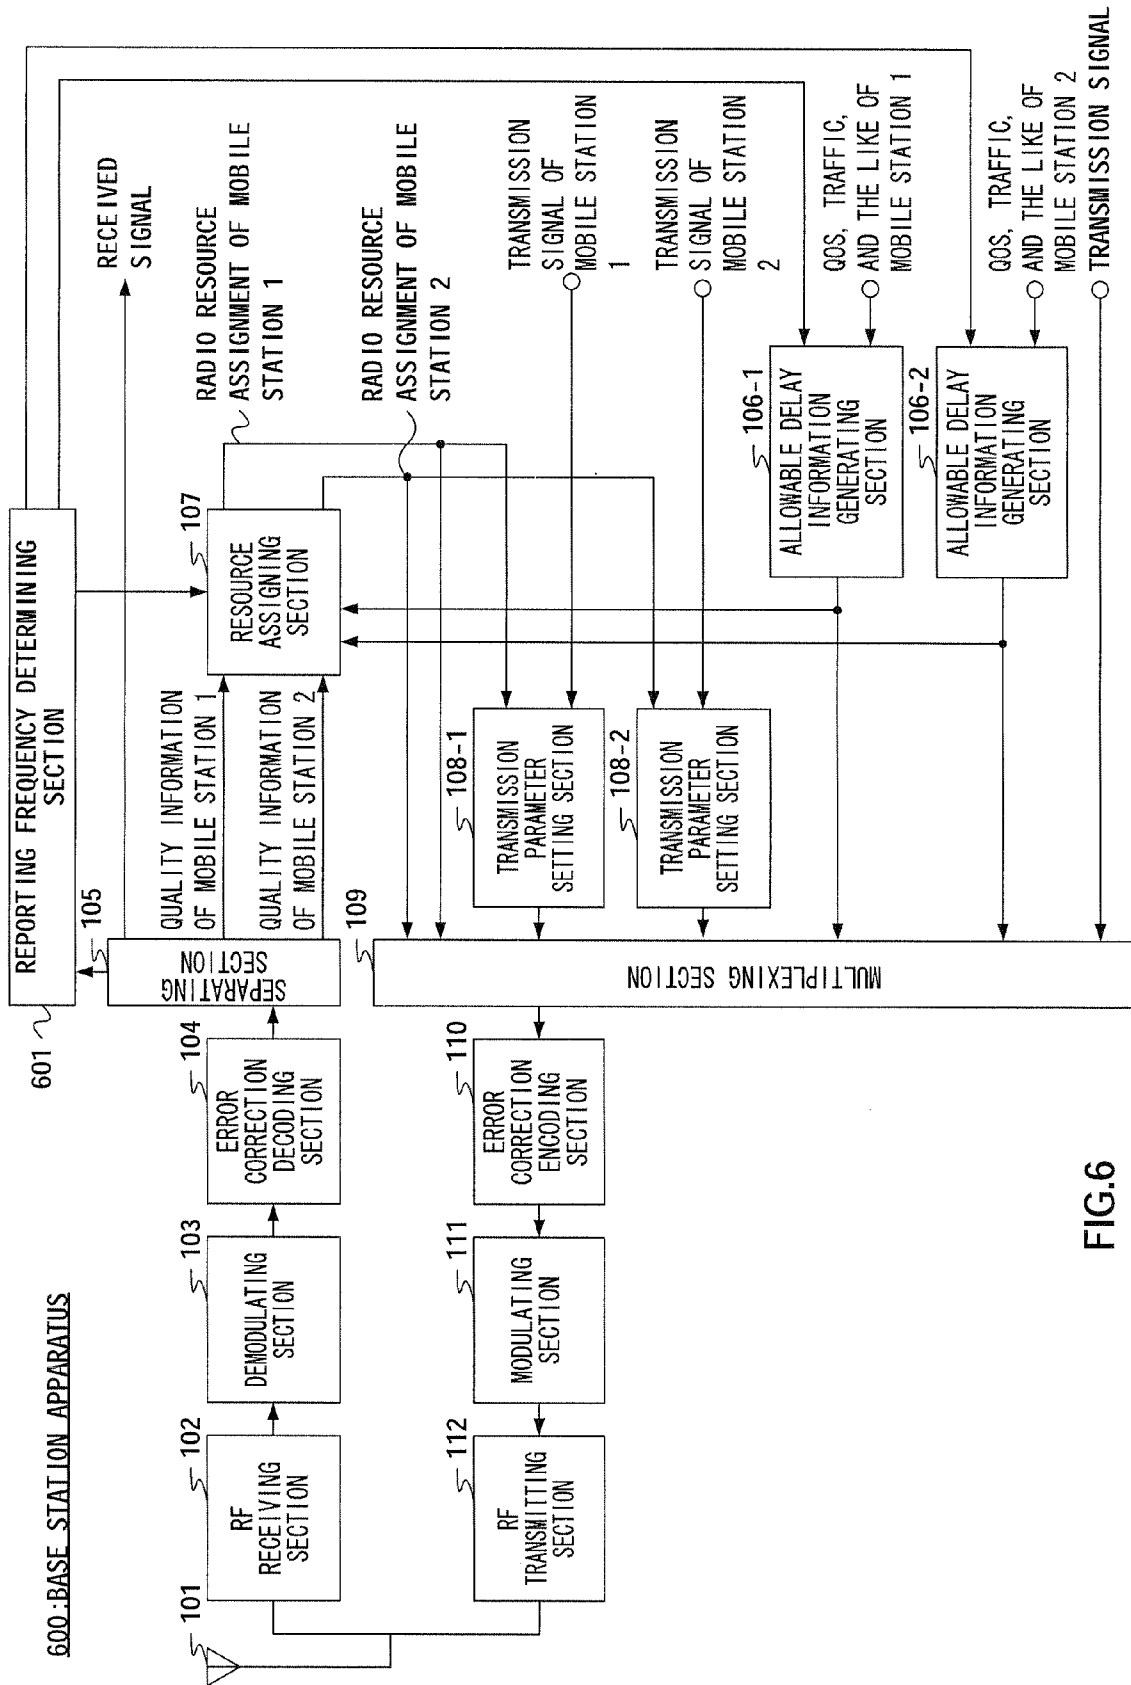 600:BASE STATION APPARATUS
601
REPORTING FREQUENCY DETERMINING
SECTION
101
102
RF
RECEIVING
SECTION
103
DEMODULATING
SECTION
104
ERROR
CORRECTION
DECODING
SECTION
105
SEPARATING
SECTION
RECEIVED
SIGNAL
QUALITY INFORMATION
OF MOBILE STATION 1
QUALITY INFORMATION
OF MOBILE STATION 2
107
RESOURCE
ASSIGNING
SECTION
RADIO RESOURCE
ASSIGNMENT OF MOBILE
STATION 1
RADIO RESOURCE
ASSIGNMENT OF MOBILE
STATION 2
112
RF
TRANSMITTING
SECTION
111
MODULATING
SECTION
110
ERROR
CORRECTION
ENCODING
SECTION
109
MULTIPLEXING SECTION
108-1
TRANSMISSION
PARAMETER
SETTING SECTION
108-2
TRANSMISSION
PARAMETER
SETTING SECTION
TRANSMISSION
SIGNAL OF
MOBILE STATION
1
TRANSMISSION
SIGNAL OF
MOBILE STATION
2
106-1
ALLOWABLE DELAY
INFORMATION
GENERATING
SECTION
QOS, TRAFFIC,
AND THE LIKE OF
MOBILE STATION 1
106-2
ALLOWABLE DELAY
INFORMATION
GENERATING
SECTION
QOS, TRAFFIC,
AND THE LIKE OF
MOBILE STATION 2
TRANSMISSION SIGNAL
FIG.6